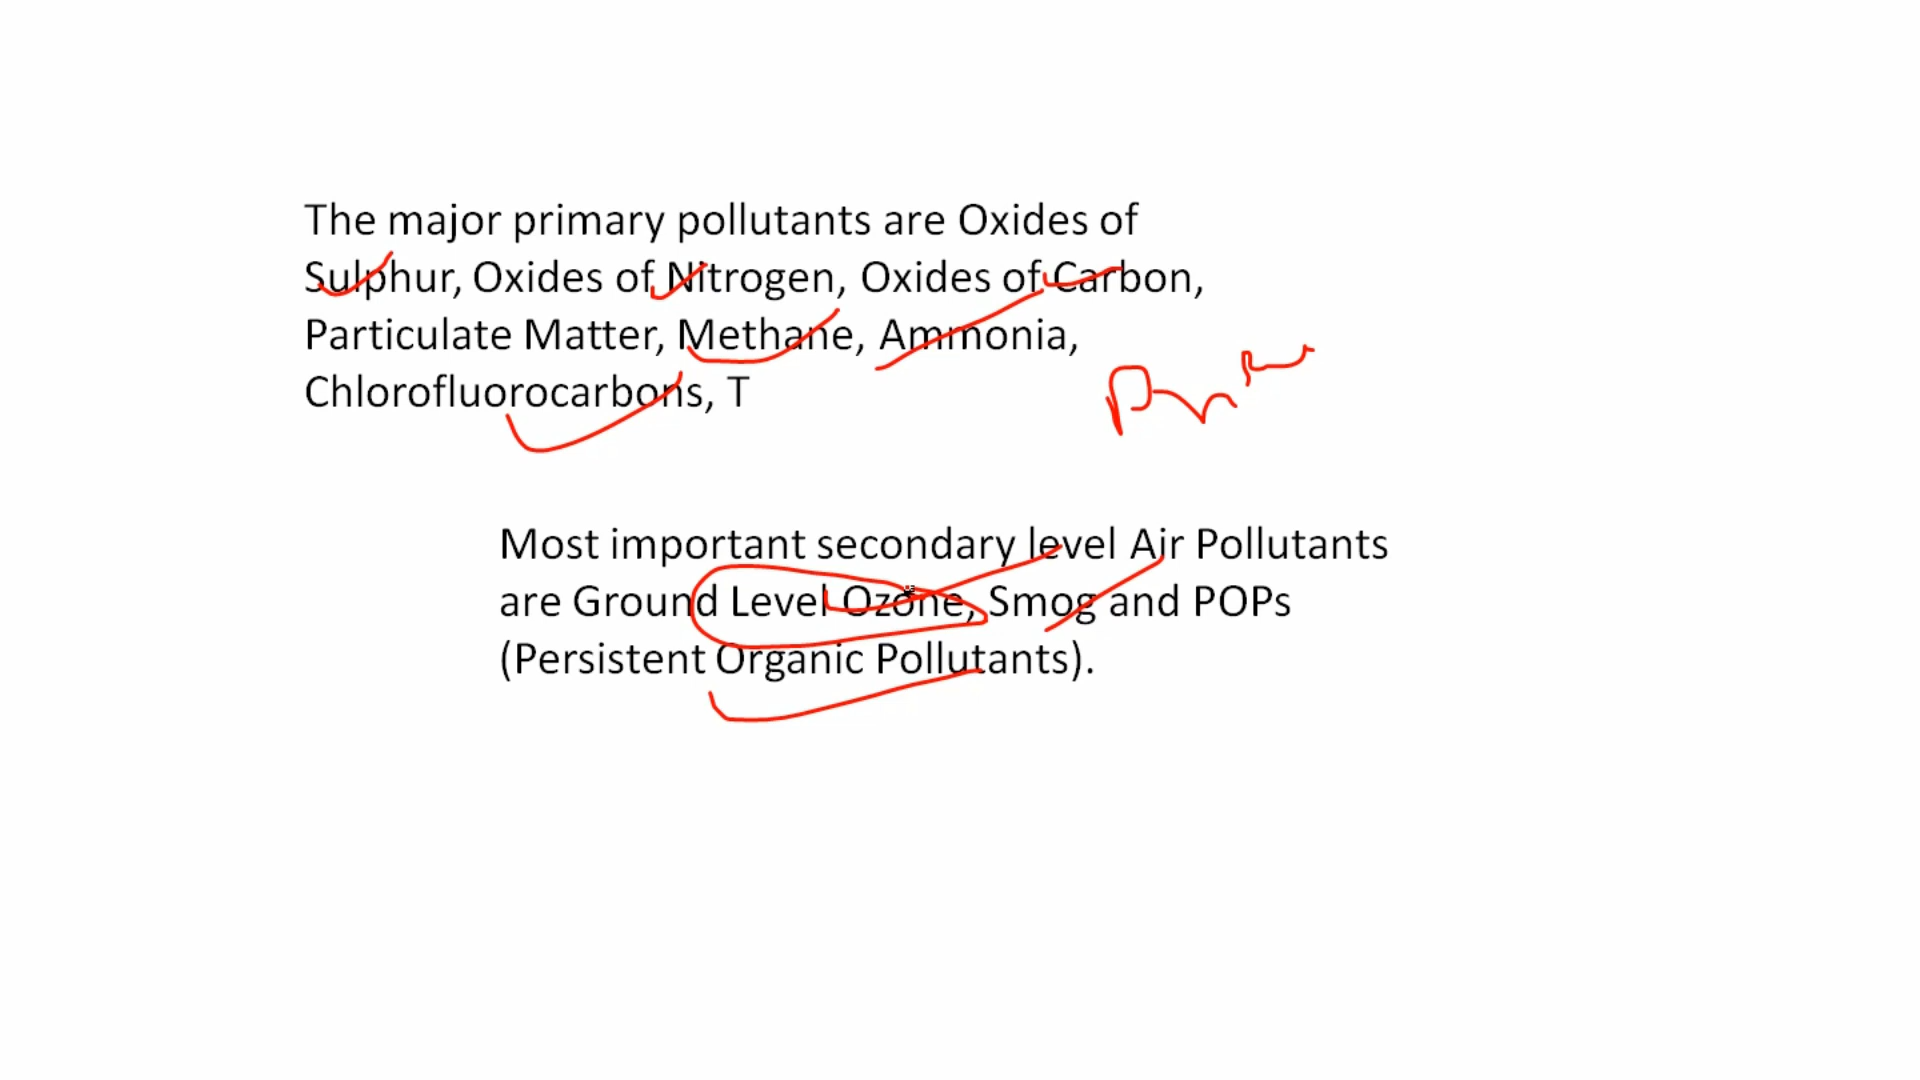 The major primary pollutants are Oxides of
Sulphur, Oxides of Nitrogen, Oxides of Carbon,
Particulate Matter, Methane, Ammonia,
Chlorofluorocarbons, T
Most important secondary level Air Pollutants
are Ground Level Ozone, Smog and POPs
(Persistent Organic Pollutants).